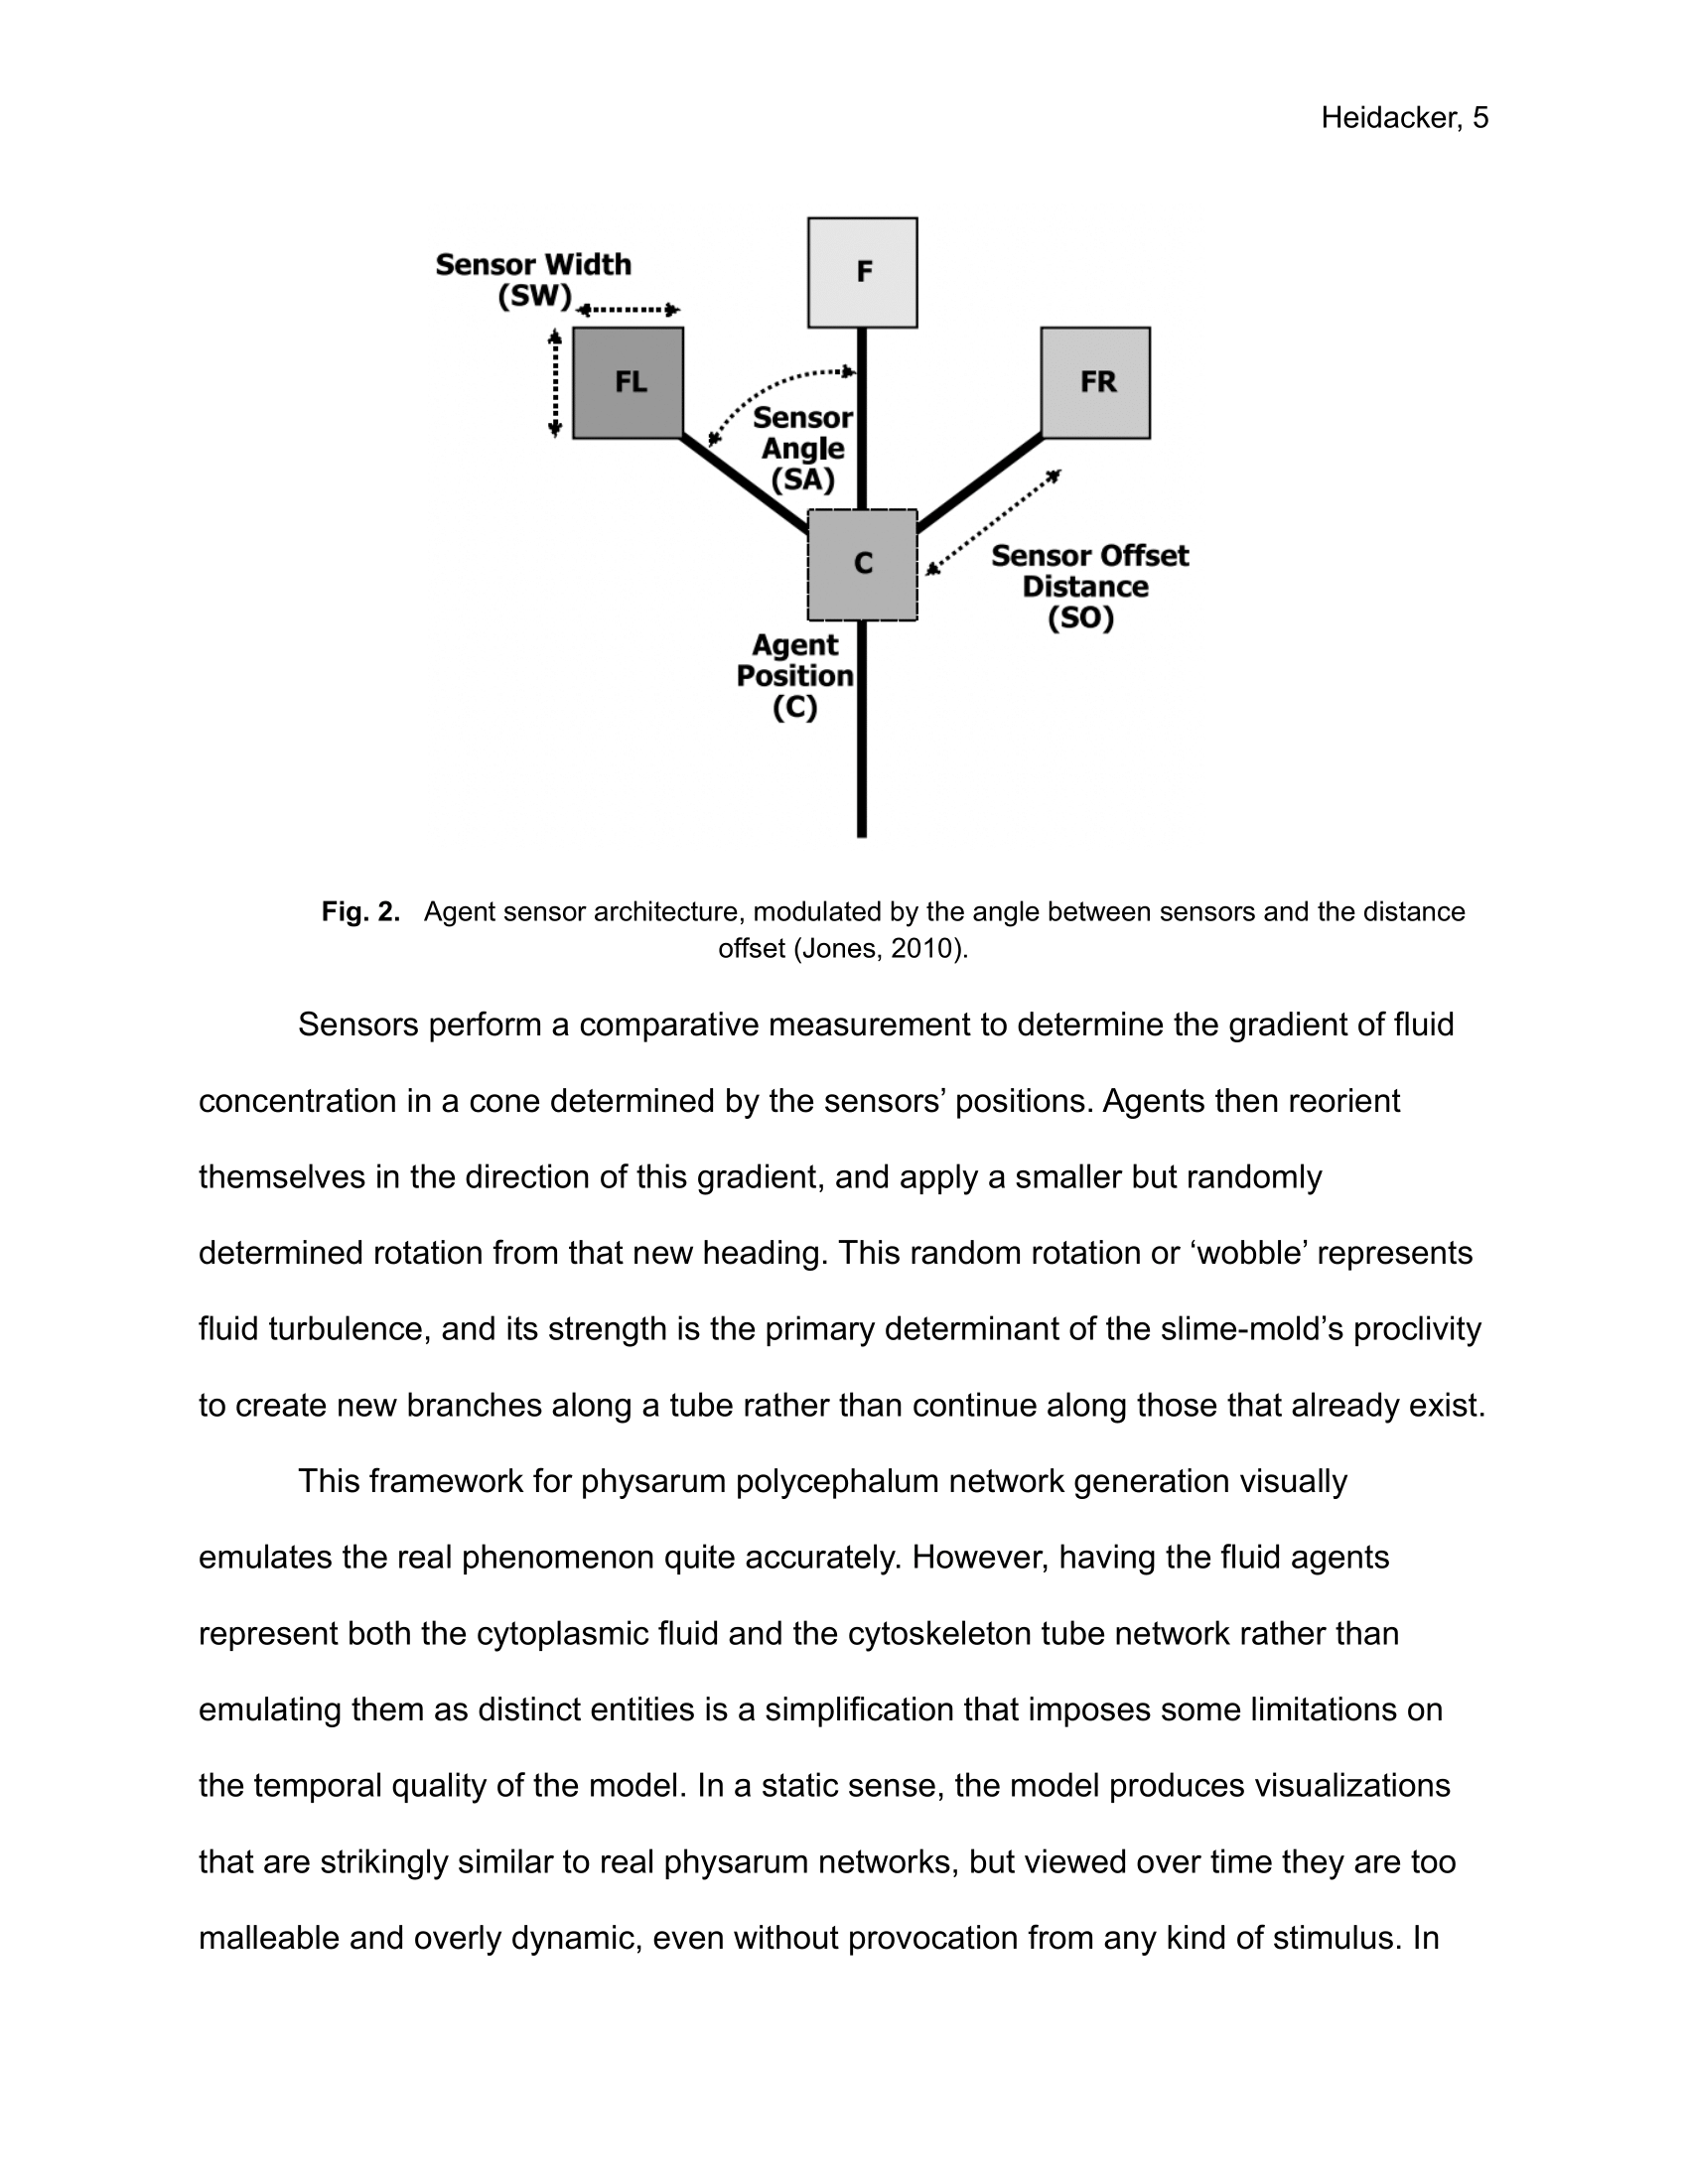 Heidacker, 5
F
Sensor Width
(SW)
FL
FR
Sensor
Angle
(SA)
C
Sensor Offset
Distance
(SO)
Agent
Position
(C)
Fig. 2. Agent sensor architecture, modulated by the angle between sensors and the distance
offset (Jones, 2010).
Sensors perform a comparative measurement to determine the gradient of fluid
concentration in a cone determined by the sensors’ positions. Agents then reorient
themselves in the direction of this gradient, and apply a smaller but randomly
determined rotation from that new heading. This random rotation or ‘wobble’ represents
fluid turbulence, and its strength is the primary determinant of the slime-mold’s proclivity
to create new branches along a tube rather than continue along those that already exist.
This framework for physarum polycephalum network generation visually
emulates the real phenomenon quite accurately. However, having the fluid agents
represent both the cytoplasmic fluid and the cytoskeleton tube network rather than
emulating them as distinct entities is a simplification that imposes some limitations on
the temporal quality of the model. In a static sense, the model produces visualizations
that are strikingly similar to real physarum networks, but viewed over time they are too
malleable and overly dynamic, even without provocation from any kind of stimulus. In